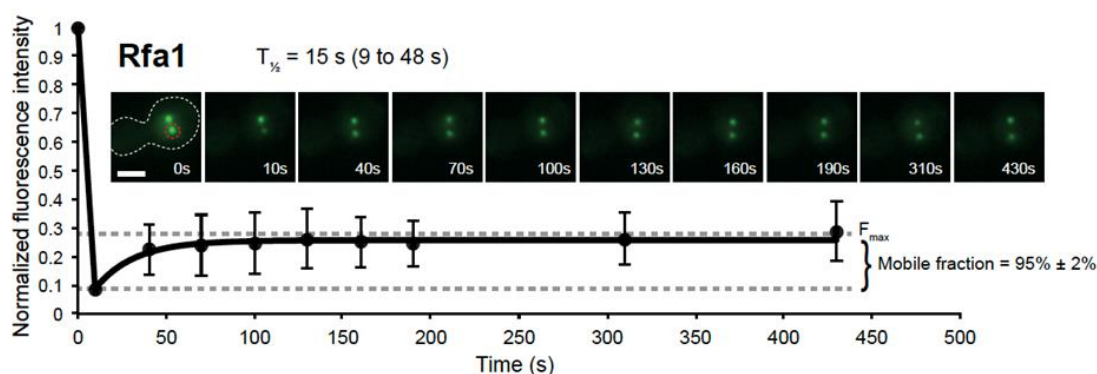 Rfa1
T½ = 15 s (9 to 48 s)
Normalized fluorescence intensity
1
0.9
0.8
0.7
0.6
0.5
0.4
0.3
0.2
0.1
0
0s 10s 40s 70s 100s 130s 160s 190s 310s 430s
Fmax
Mobile fraction = 95% ± 2%
0 50 100 150 200 250 300 350 400 450 500
Time (s)